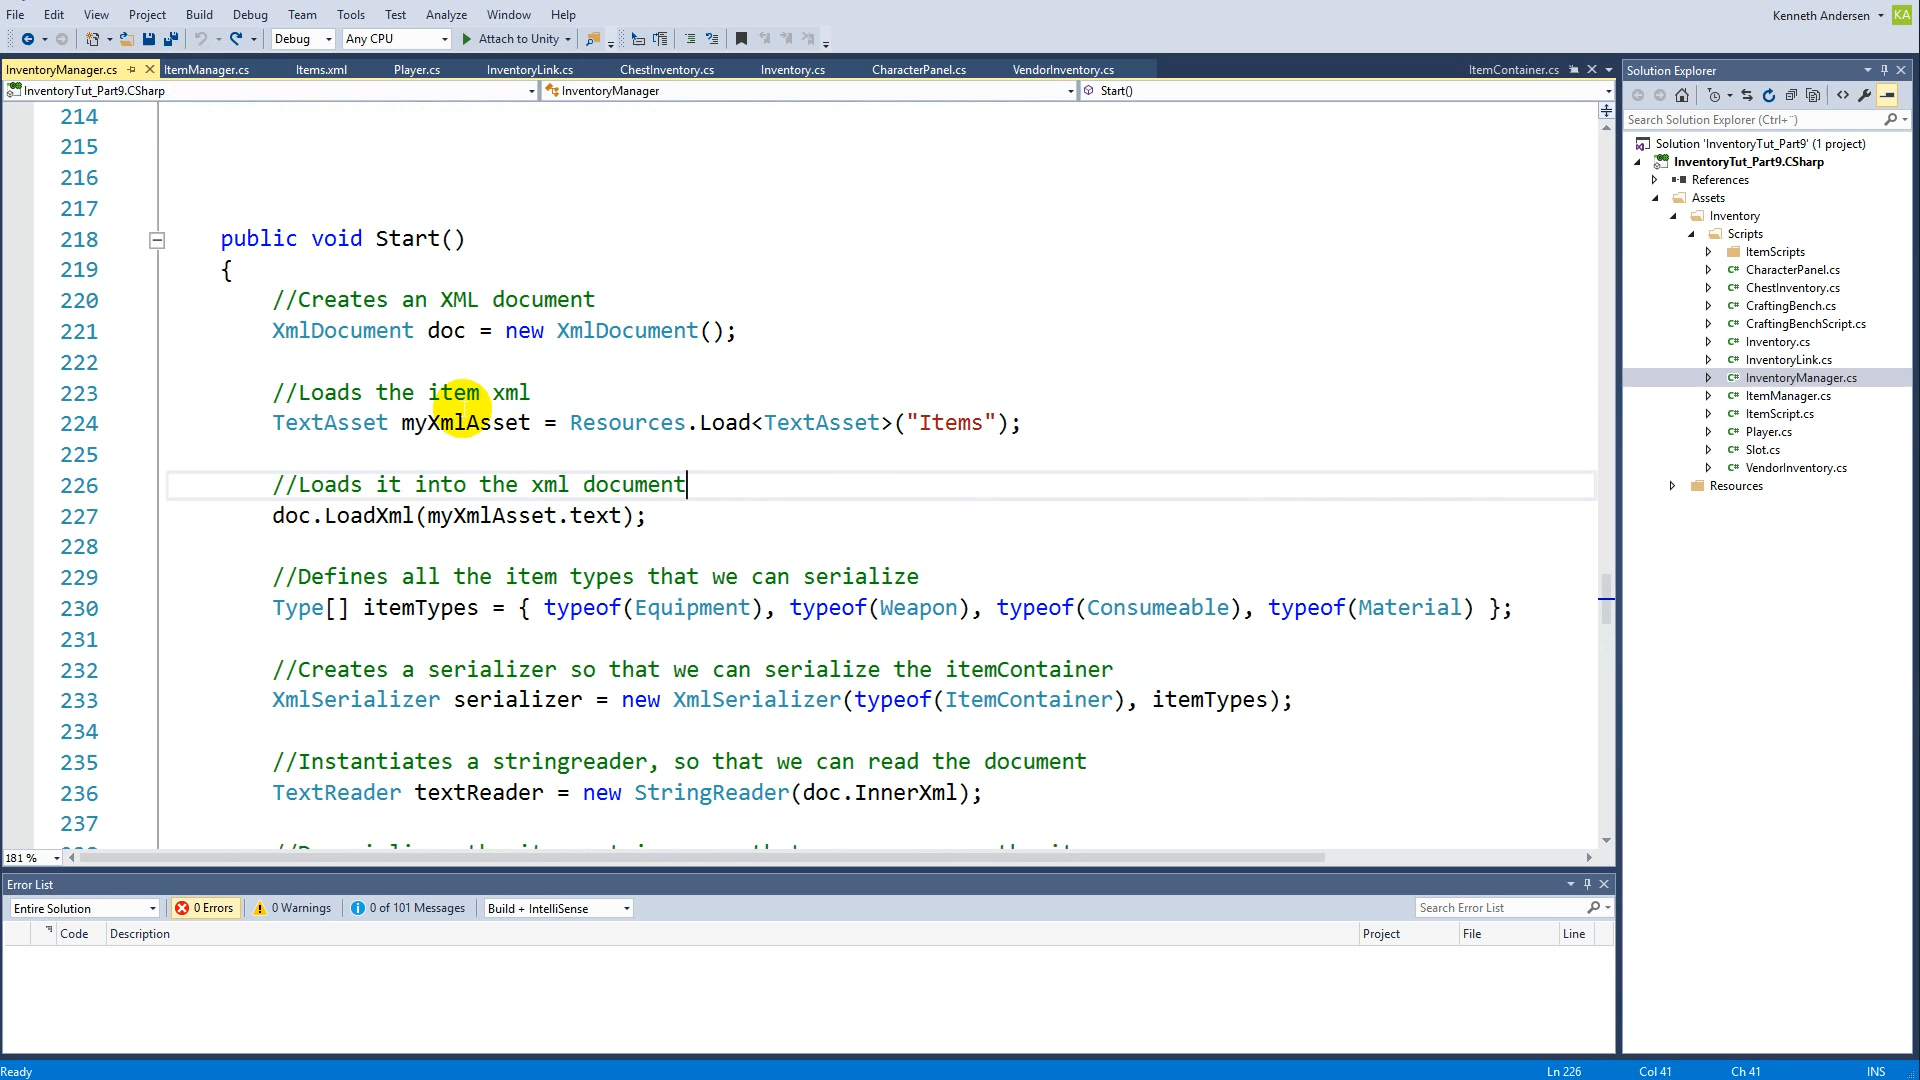 File Edit View Project Build Debug Team Tools Test Analyze Window Help Kenneth Andersen KA
Debug Any CPU Attach to Unity
InventoryManager.cs ItemManager.cs Items.xml Player.cs InventoryLink.cs ChestInventory.cs Inventory.cs CharacterPanel.cs VendorInventory.cs ItemContainer.cs
InventoryTut_Part9.CSharp InventoryManager Start()
214
215
216
217
218 public void Start()
219 {
220 //Creates an XML document
221 XmlDocument doc = new XmlDocument();
222
223 //Loads the item xml
224 TextAsset myXmlAsset = Resources.Load<TextAsset>("Items");
225
226 //Loads it into the xml document
227 doc.LoadXml(myXmlAsset.text);
228
229 //Defines all the item types that we can serialize
230 Type[] itemTypes = { typeof(Equipment), typeof(Weapon), typeof(Consumeable), typeof(Material) };
231
232 //Creates a serializer so that we can serialize the itemContainer
233 XmlSerializer serializer = new XmlSerializer(typeof(ItemContainer), itemTypes);
234
235 //Instantiates a stringreader, so that we can read the document
236 TextReader textReader = new StringReader(doc.InnerXml);
237
181 %
Error List
Entire Solution 0 Errors 0 Warnings 0 of 101 Messages Build + IntelliSense Search Error List
Code Description Project File Line
Solution Explorer
Search Solution Explorer (Ctrl+¨)
Solution 'InventoryTut_Part9' (1 project)
InventoryTut_Part9.CSharp
References
Assets
Inventory
Scripts
ItemScripts
C# CharacterPanel.cs
C# ChestInventory.cs
C# CraftingBench.cs
C# CraftingBenchScript.cs
C# Inventory.cs
C# InventoryLink.cs
C# InventoryManager.cs
C# ItemManager.cs
C# ItemScript.cs
C# Player.cs
C# Slot.cs
C# VendorInventory.cs
Resources
Ready Ln 226 Col 41 Ch 41 INS